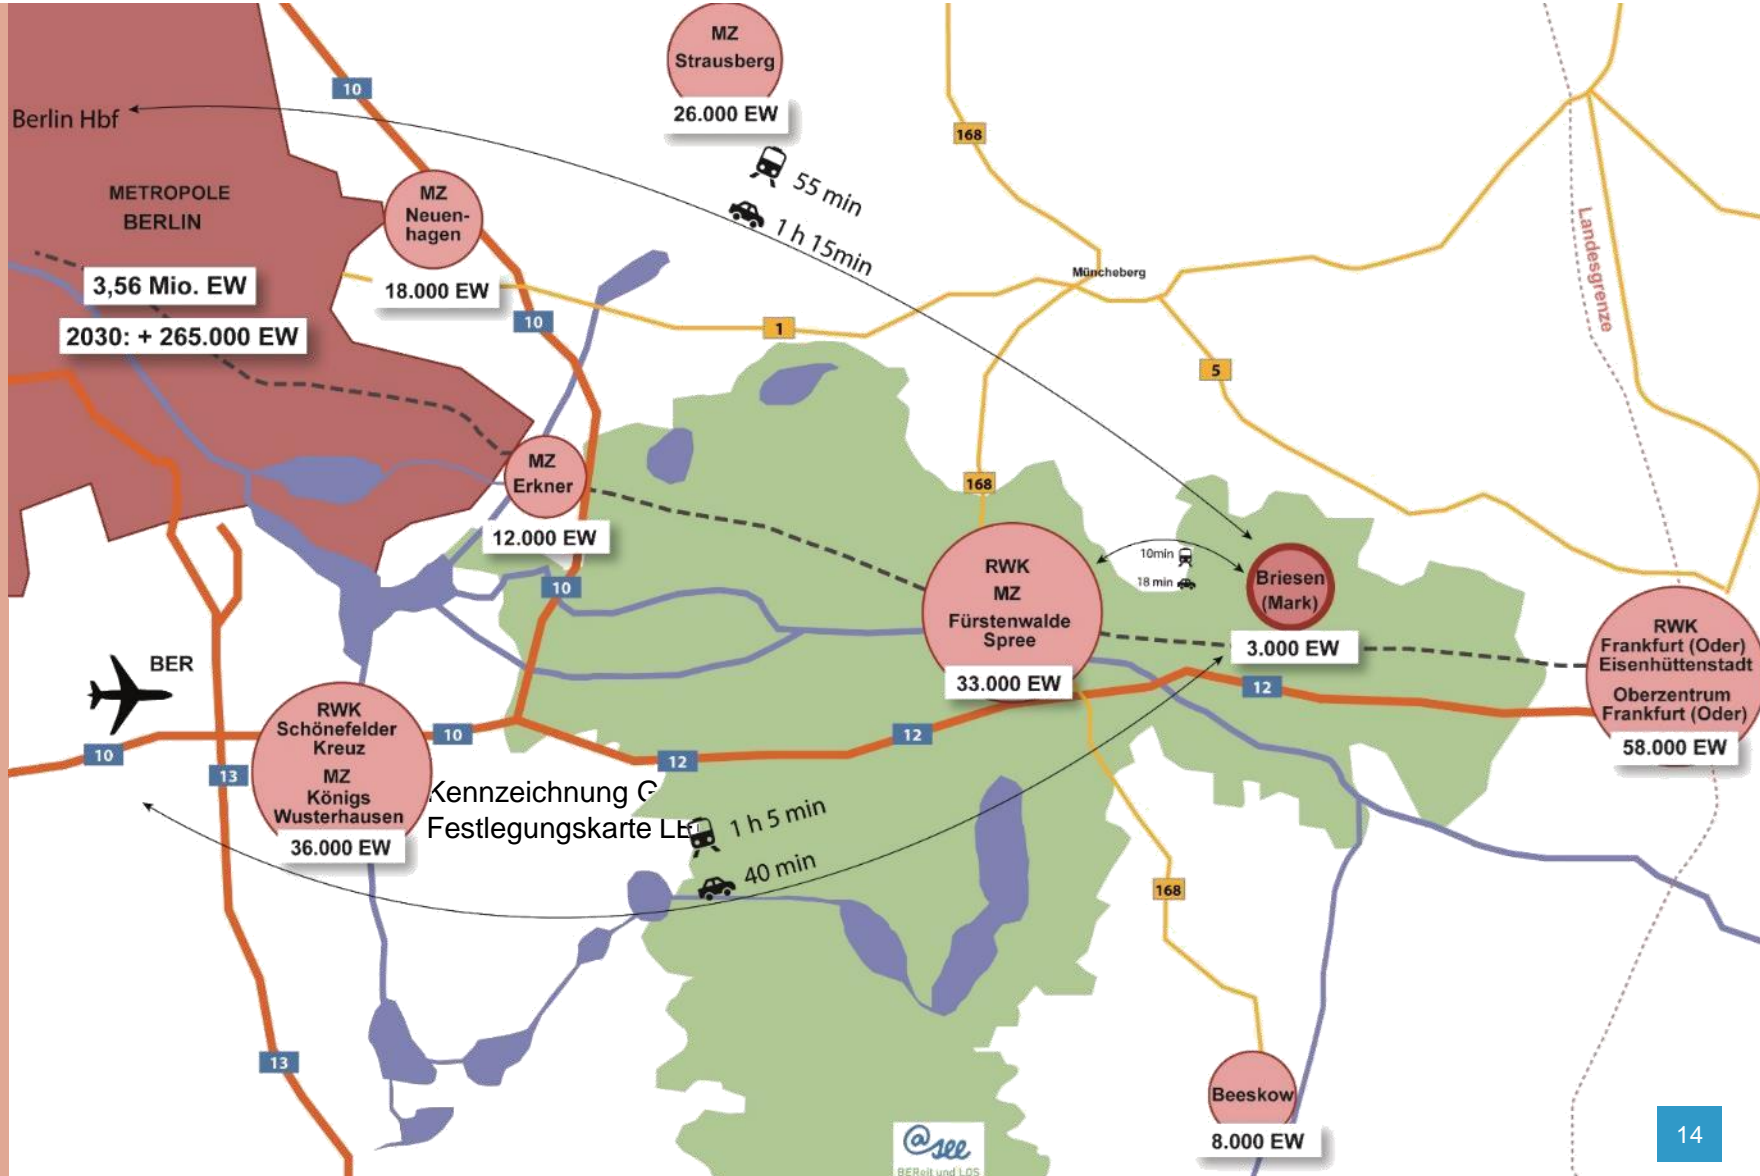 MZ
Strausberg
26.000 EW
10
Berlin Hbf
168
55 min
1 h 15min
METROPOLE
BERLIN
MZ
Neuen-
hagen
3,56 Mio. EW
18.000 EW
2030: + 265.000 EW
10
1
Müncheberg
Landesgrenze
5
MZ
Erkner
12.000 EW
168
10
RWK
MZ
Fürstenwalde
Spree
33.000 EW
10min
18 min
Briesen
(Mark)
3.000 EW
RWK
Frankfurt (Oder)
Eisenhüttenstadt
Oberzentrum
Frankfurt (Oder)
58.000 EW
BER
RWK
Schönefelder
Kreuz
MZ
Königs
Wusterhausen
36.000 EW
10
13
10
12
12
12
Kennzeichnung G
Festlegungskarte LE
1 h 5 min
40 min
168
13
Beeskow
8.000 EW
@see
BEReit und LOS
14